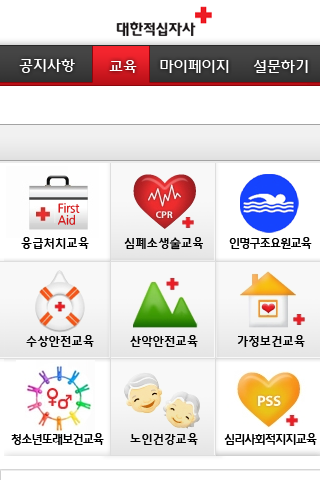 대한적십자사
공지사항
교육
마이페이지
설문하기
First
Aid
CPR
응급처치교육
심폐소생술교육
인명구조요원교육
수상안전교육
산악안전교육
가정보건교육
PSS
청소년또래보건교육
노인건강교육
심리사회적지지교육